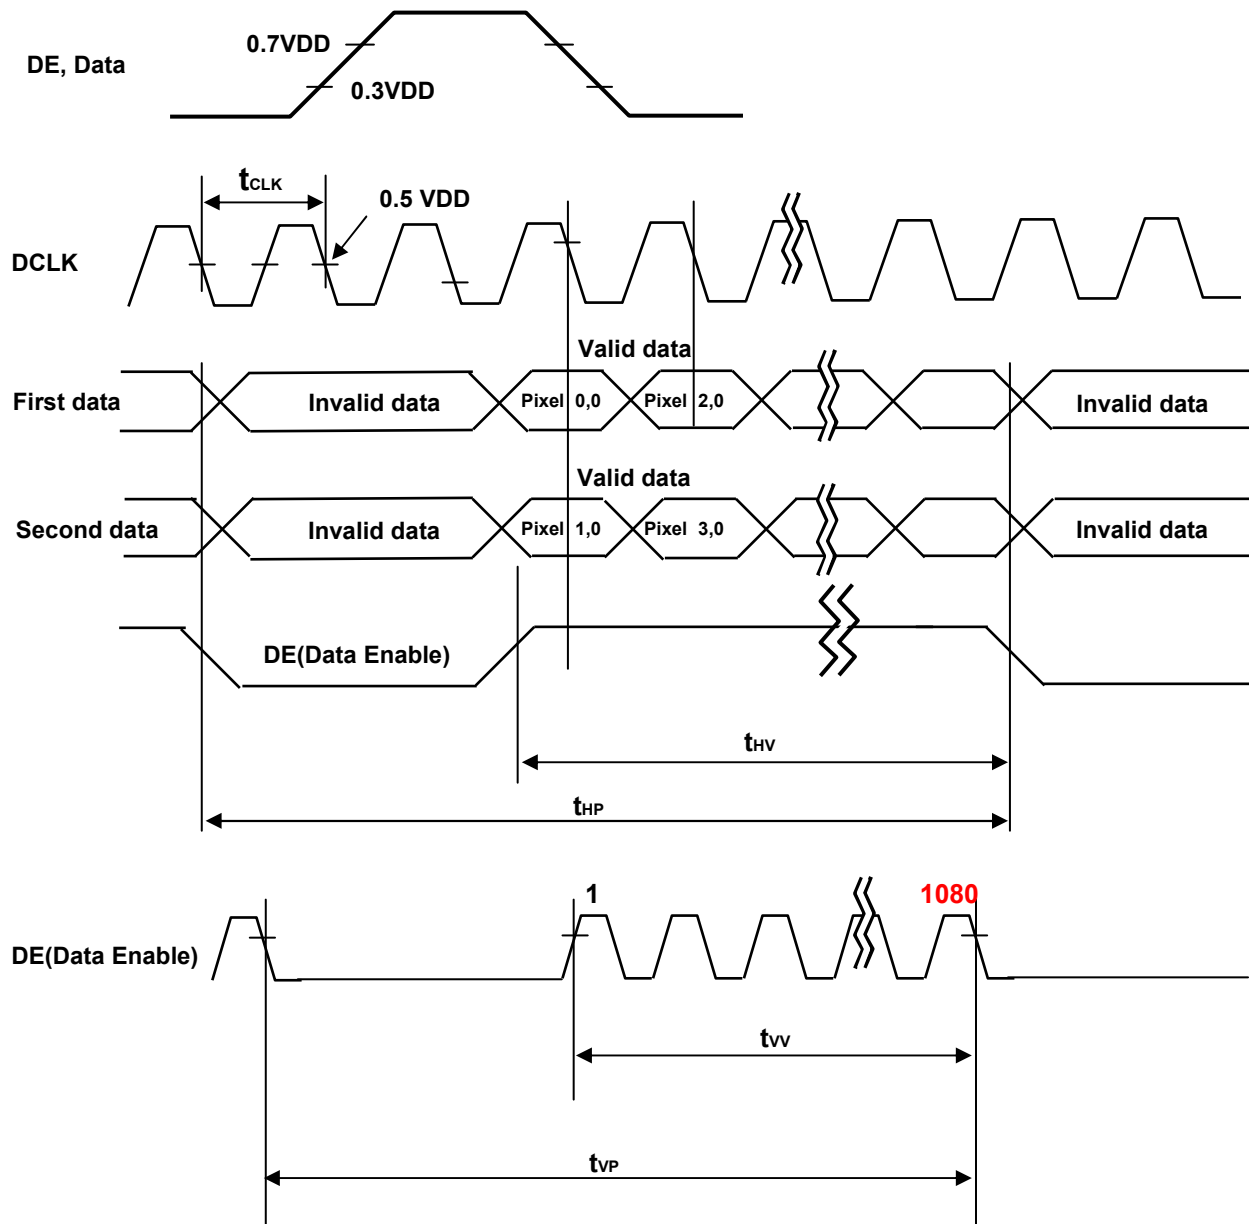 0.7VDD
DE, Data
0.3VDD
tCLK
0.5 VDD
DCLK
Valid data
First data
Invalid data
Pixel 0,0
Pixel 2,0
Invalid data
Valid data
Second data
Invalid data
Pixel 1,0
Pixel 3,0
Invalid data
DE(Data Enable)
tHV
tHP
1
1080
DE(Data Enable)
tVV
tVP